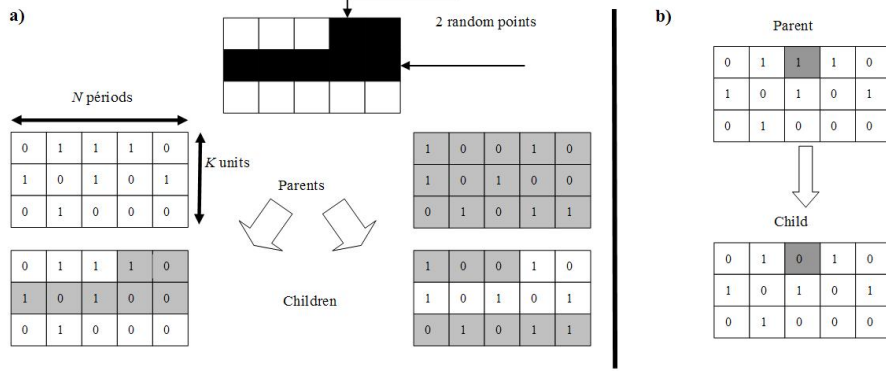 a)
2 random points
N périods
0 1 1 1 0
1 0 1 0 1
0 1 0 0 0
K units
Parents
1 0 0 1 0
1 0 1 0 0
0 1 0 1 1
0 1 1 1 0
1 0 1 0 0
0 1 0 0 0
Children
1 0 0 1 0
1 0 1 0 1
0 1 0 1 1
b)
Parent
0 1 1 1 0
1 0 1 0 1
0 1 0 0 0
Child
0 1 0 1 0
1 0 1 0 1
0 1 0 0 0